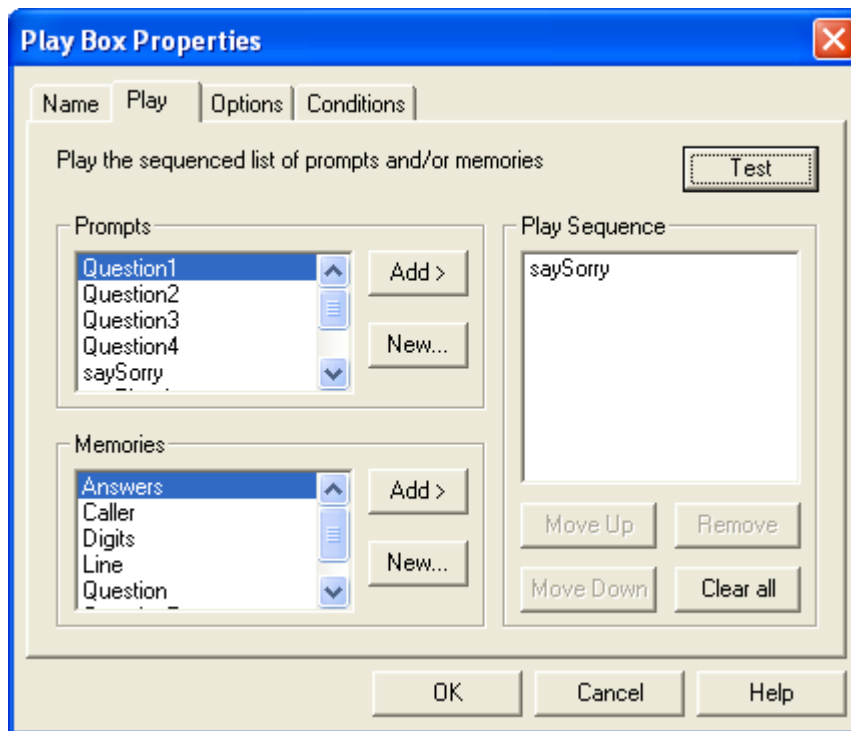 Play Box Properties
Name
Play
Options
Conditions
Play the sequenced list of prompts and/or memories
Test
Prompts
Question1
Question2
Question3
Question4
saySorry
Add >
New...
Play Sequence
saySorry
Memories
Answers
Caller
Digits
Line
Question
Add >
New...
Move Up
Remove
Move Down
Clear all
OK
Cancel
Help